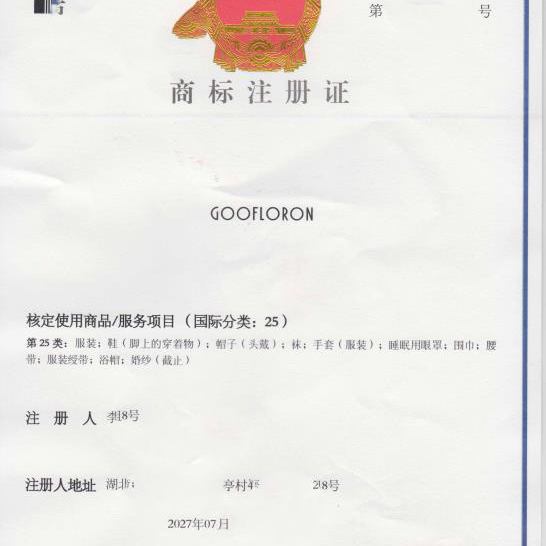 第 号
商标注册证
GOOFLORON
核定使用商品/服务项目（国际分类：25）
第 25 类：服装；鞋（脚上的穿着物）；帽子（头戴）；袜；手套（服装）；睡眠用眼罩；围巾；腰
带；服装绶带；浴帽；婚纱（截止）
注 册 人 李 8号
注册人地址 湖北 亭村 8号
2027年07月